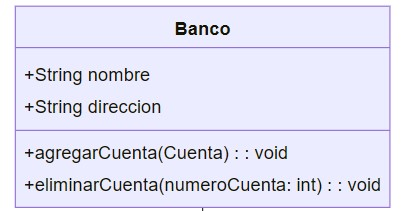 Banco
+String nombre
+String direccion
+agregarCuenta(Cuenta) : : void
+eliminarCuenta(numeroCuenta: int) : : void